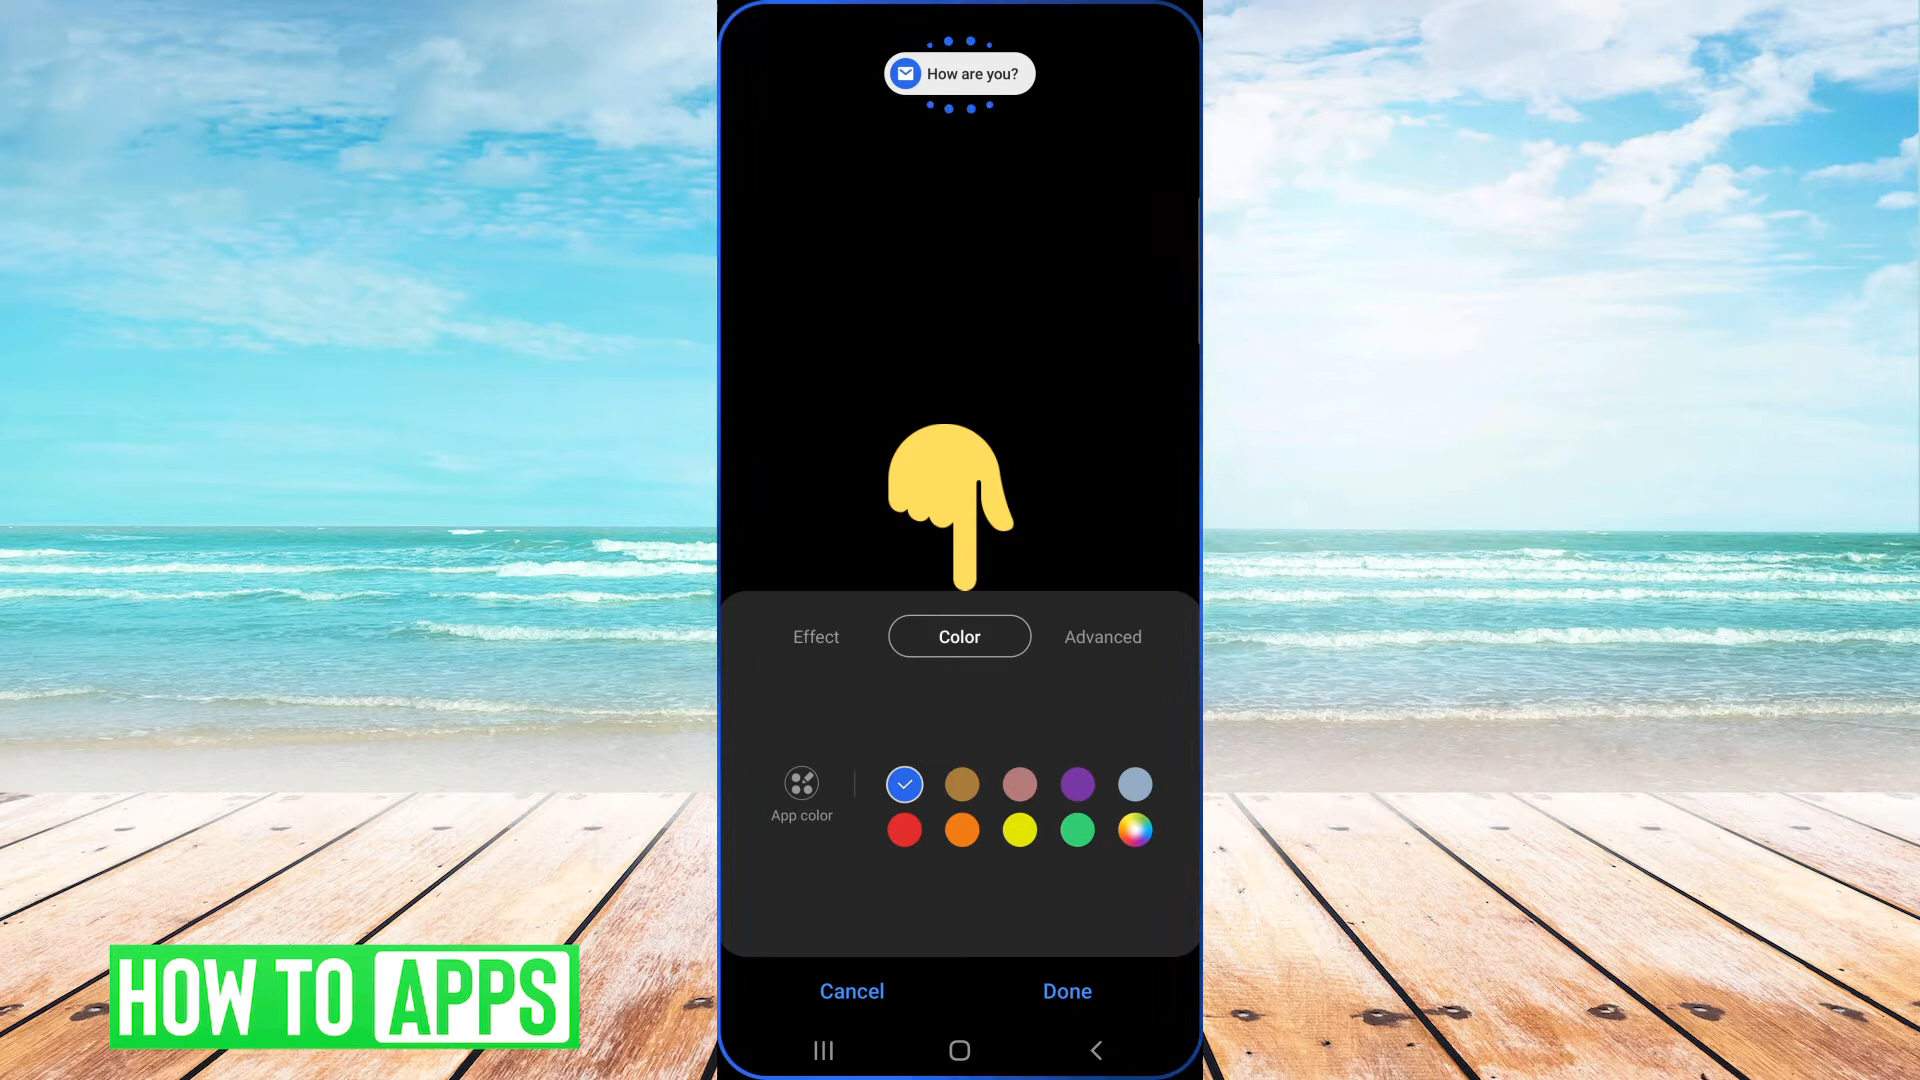 How are you?
Effect
Color
Advanced
App color
Cancel
Done
HOW TO APPS